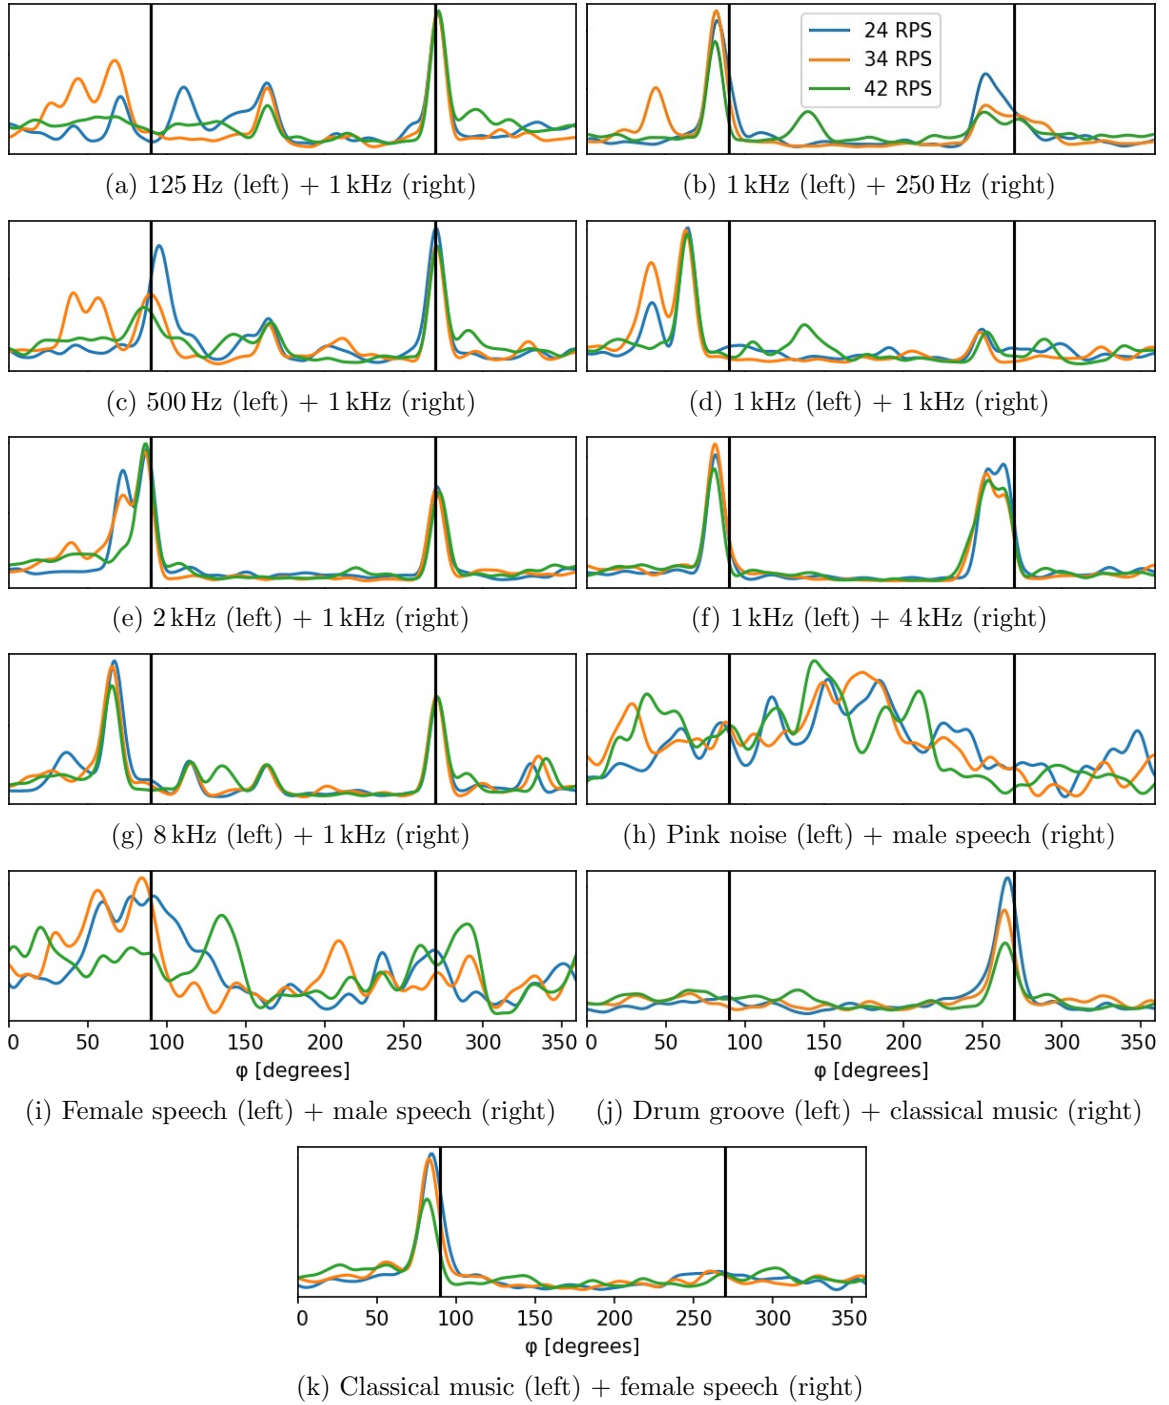 24 RPS
34 RPS
42 RPS
(a) 125 Hz (left) + 1 kHz (right)
(b) 1 kHz (left) + 250 Hz (right)
(c) 500 Hz (left) + 1 kHz (right)
(d) 1 kHz (left) + 1 kHz (right)
(e) 2 kHz (left) + 1 kHz (right)
(f) 1 kHz (left) + 4 kHz (right)
(g) 8 kHz (left) + 1 kHz (right)
(h) Pink noise (left) + male speech (right)
0 50 100 150 200 250 300 350
φ [degrees]
(i) Female speech (left) + male speech (right)
0 50 100 150 200 250 300 350
φ [degrees]
(j) Drum groove (left) + classical music (right)
0 50 100 150 200 250 300 350
φ [degrees]
(k) Classical music (left) + female speech (right)